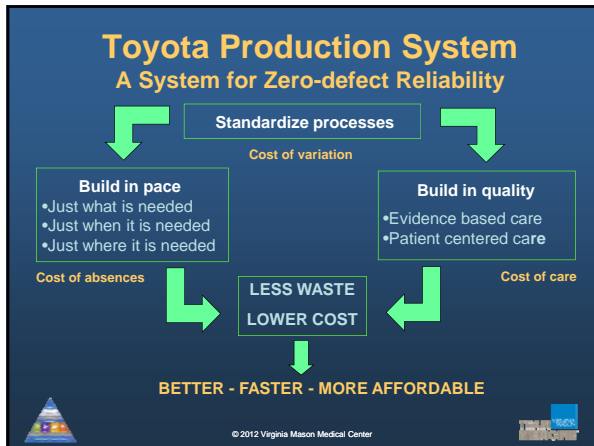 Toyota Production System
A System for Zero-defect Reliability
Standardize processes
Cost of variation
Build in pace
•Just what is needed
•Just when it is needed
•Just where it is needed
Build in quality
•Evidence based care
•Patient centered care
Cost of absences
Cost of care
LESS WASTE
LOWER COST
BETTER - FASTER - MORE AFFORDABLE
© 2012 Virginia Mason Medical Center